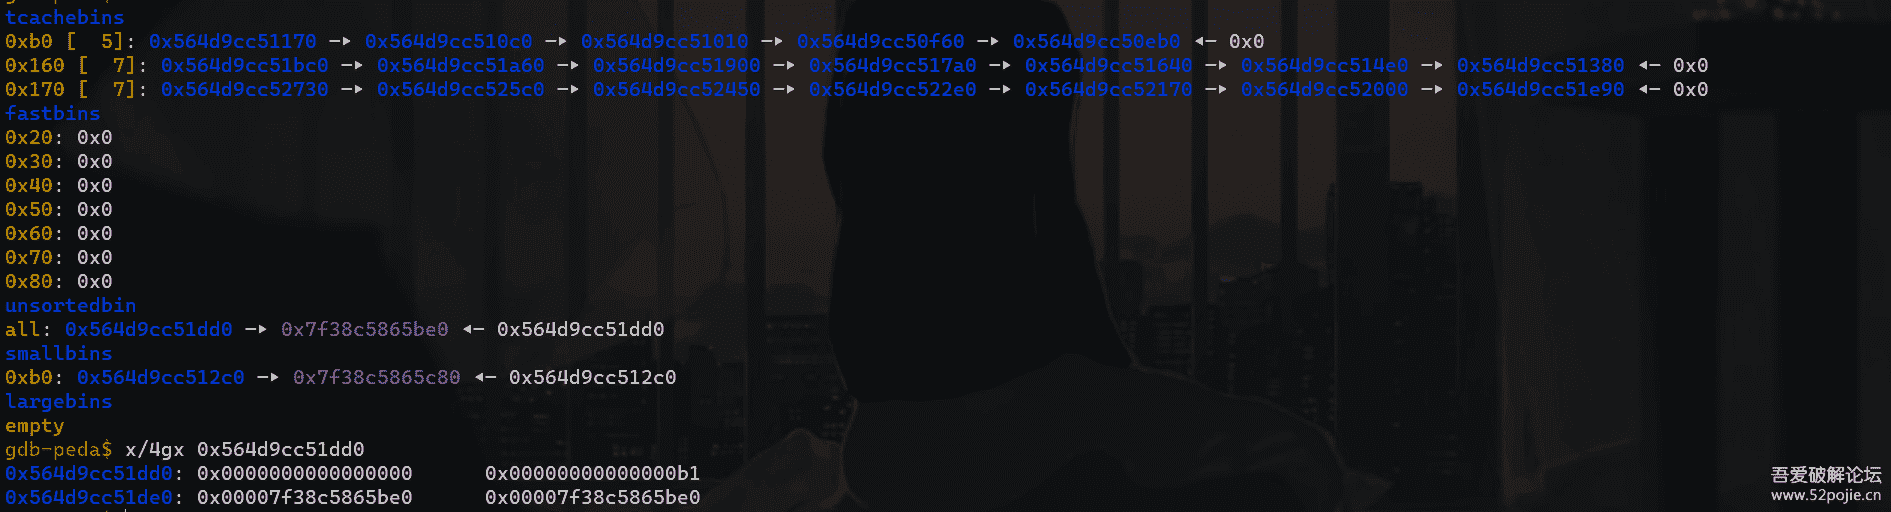 tcachebins
0xb0 [  5]: 0x564d9cc51170 —▸ 0x564d9cc510c0 —▸ 0x564d9cc51010 —▸ 0x564d9cc50f60 —▸ 0x564d9cc50eb0 ◂— 0x0
0x160 [  7]: 0x564d9cc51bc0 —▸ 0x564d9cc51a60 —▸ 0x564d9cc51900 —▸ 0x564d9cc517a0 —▸ 0x564d9cc51640 —▸ 0x564d9cc514e0 —▸ 0x564d9cc51380 ◂— 0x0
0x170 [  7]: 0x564d9cc52730 —▸ 0x564d9cc525c0 —▸ 0x564d9cc52450 —▸ 0x564d9cc522e0 —▸ 0x564d9cc52170 —▸ 0x564d9cc52000 —▸ 0x564d9cc51e90 ◂— 0x0
fastbins
0x20: 0x0
0x30: 0x0
0x40: 0x0
0x50: 0x0
0x60: 0x0
0x70: 0x0
0x80: 0x0
unsortedbin
all: 0x564d9cc51dd0 —▸ 0x7f38c5865be0 ◂— 0x564d9cc51dd0
smallbins
0xb0: 0x564d9cc512c0 —▸ 0x7f38c5865c80 ◂— 0x564d9cc512c0
largebins
empty
gdb-peda$ x/4gx 0x564d9cc51dd0
0x564d9cc51dd0: 0x0000000000000000      0x00000000000000b1
0x564d9cc51de0: 0x00007f38c5865be0      0x00007f38c5865be0
吾爱破解论坛
www.52pojie.cn